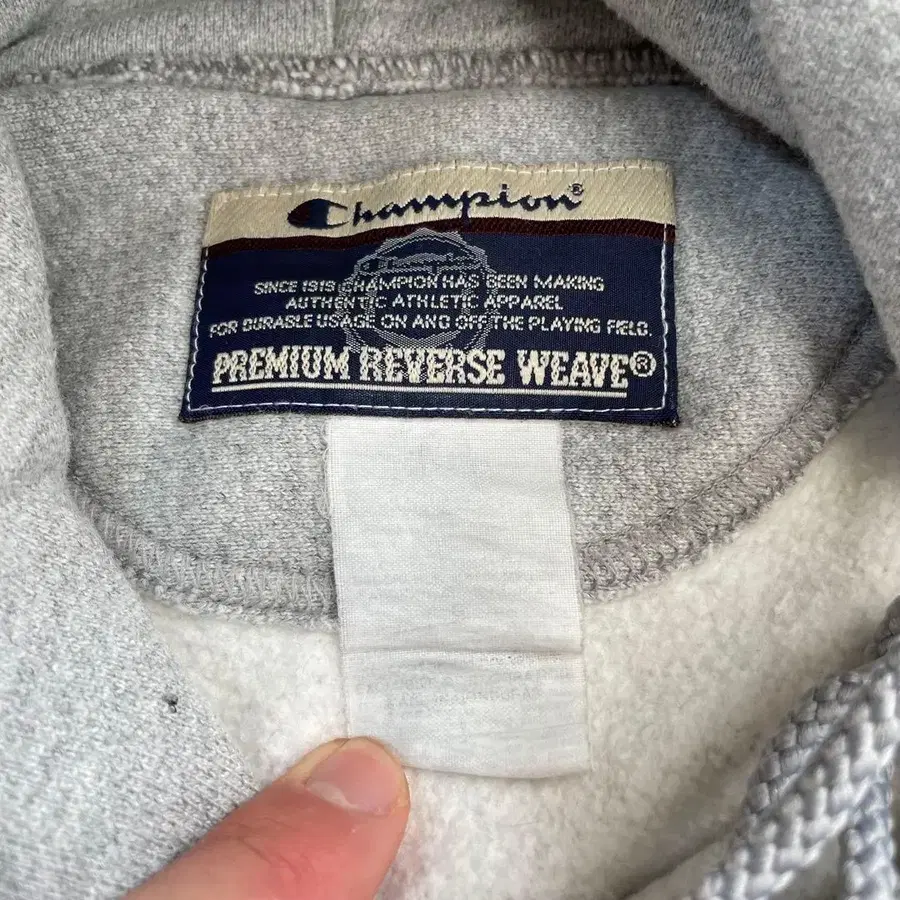 Champion®
SINCE 1919 CHAMPION HAS BEEN MAKING
AUTHENTIC ATHLETIC APPAREL
FOR DURABLE USAGE ON AND OFF THE PLAYING FIELD.
PREMIUM REVERSE WEAVE®